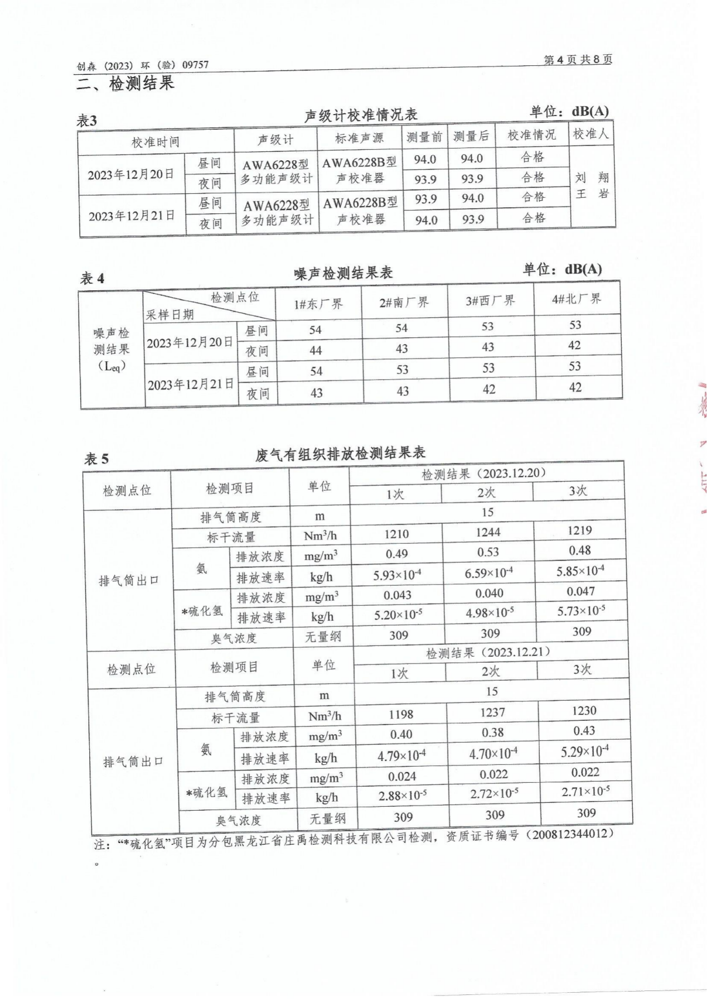 创森（2023）环（验）09757
第4页 共8页
二、检测结果
表3 声级计校准情况表 单位：dB(A)
校准时间 声级计 标准声源 测量前 测量后 校准情况 校准人
2023年12月20日 昼间 AWA6228型多功能声级计 AWA6228B型声校准器 94.0 94.0 合格 刘翔 王岩
夜间 93.9 93.9 合格
2023年12月21日 昼间 AWA6228型多功能声级计 AWA6228B型声校准器 93.9 94.0 合格
夜间 94.0 93.9 合格
表4 噪声检测结果表 单位：dB(A)
噪声检测结果（Leq） 检测点位 采样日期 1#东厂界 2#南厂界 3#西厂界 4#北厂界
2023年12月20日 昼间 54 54 53 53
夜间 44 43 43 42
2023年12月21日 昼间 54 53 53 53
夜间 43 43 42 42
表5 废气有组织排放检测结果表
检测点位 检测项目 单位 检测结果（2023.12.20）
1次 2次 3次
排气筒出口 排气筒高度 m 15
标干流量 Nm³/h 1210 1244 1219
氨 排放浓度 mg/m³ 0.49 0.53 0.48
排放速率 kg/h 5.93×10⁻⁴ 6.59×10⁻⁴ 5.85×10⁻⁴
*硫化氢 排放浓度 mg/m³ 0.043 0.040 0.047
排放速率 kg/h 5.20×10⁻⁵ 4.98×10⁻⁵ 5.73×10⁻⁵
臭气浓度 无量纲 309 309 309
检测点位 检测项目 单位 检测结果（2023.12.21）
1次 2次 3次
排气筒出口 排气筒高度 m 15
标干流量 Nm³/h 1198 1237 1230
氨 排放浓度 mg/m³ 0.40 0.38 0.43
排放速率 kg/h 4.79×10⁻⁴ 4.70×10⁻⁴ 5.29×10⁻⁴
*硫化氢 排放浓度 mg/m³ 0.024 0.022 0.022
排放速率 kg/h 2.88×10⁻⁵ 2.72×10⁻⁵ 2.71×10⁻⁵
臭气浓度 无量纲 309 309 309
注：“*硫化氢”项目为分包黑龙江省庄禹检测科技有限公司检测，资质证书编号（200812344012）
。